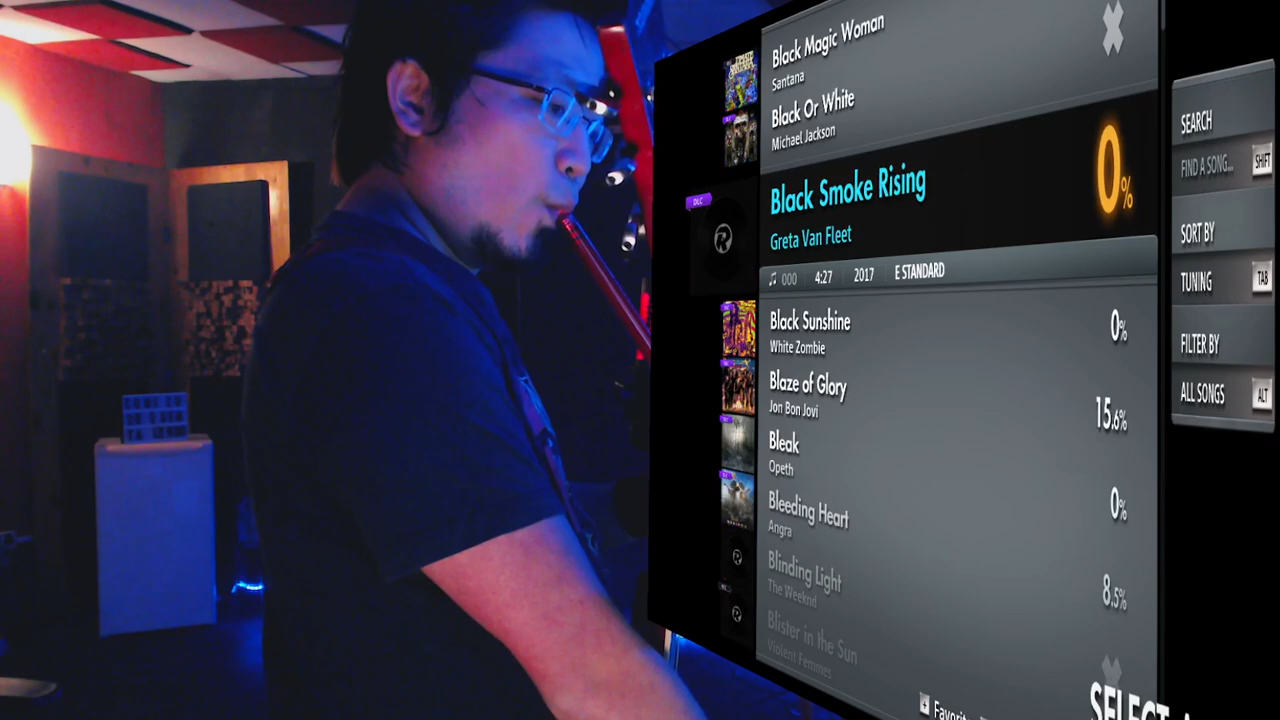 Black Magic Woman
Santana
Black Or White
Michael Jackson
DLC
Black Smoke Rising
Greta Van Fleet
0%
000 4:27 2017 E STANDARD
Black Sunshine
White Zombie
0%
Blaze of Glory
Jon Bon Jovi
15.6%
Bleak
Opeth
0%
Bleeding Heart
Angra
Blinding Light
The Weeknd
8.5%
Blister in the Sun
Violent Femmes
SEARCH
FIND A SONG... SHIFT
SORT BY
TUNING TAB
FILTER BY
ALL SONGS ALT
SELECT